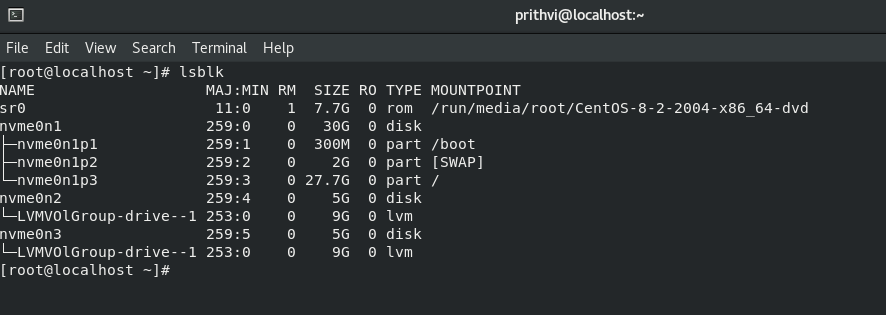 prithvi@localhost:~
File Edit View Search Terminal Help
[root@localhost ~]# lsblk
NAME                   MAJ:MIN RM  SIZE RO TYPE MOUNTPOINT
sr0                     11:0    1  7.7G  0 rom  /run/media/root/CentOS-8-2-2004-x86_64-dvd
nvme0n1                259:0    0   30G  0 disk
├─nvme0n1p1            259:1    0  300M  0 part /boot
├─nvme0n1p2            259:2    0    2G  0 part [SWAP]
└─nvme0n1p3            259:3    0 27.7G  0 part /
nvme0n2                259:4    0    5G  0 disk
└─LVMVOlGroup-drive--1 253:0    0    9G  0 lvm
nvme0n3                259:5    0    5G  0 disk
└─LVMVOlGroup-drive--1 253:0    0    9G  0 lvm
[root@localhost ~]#